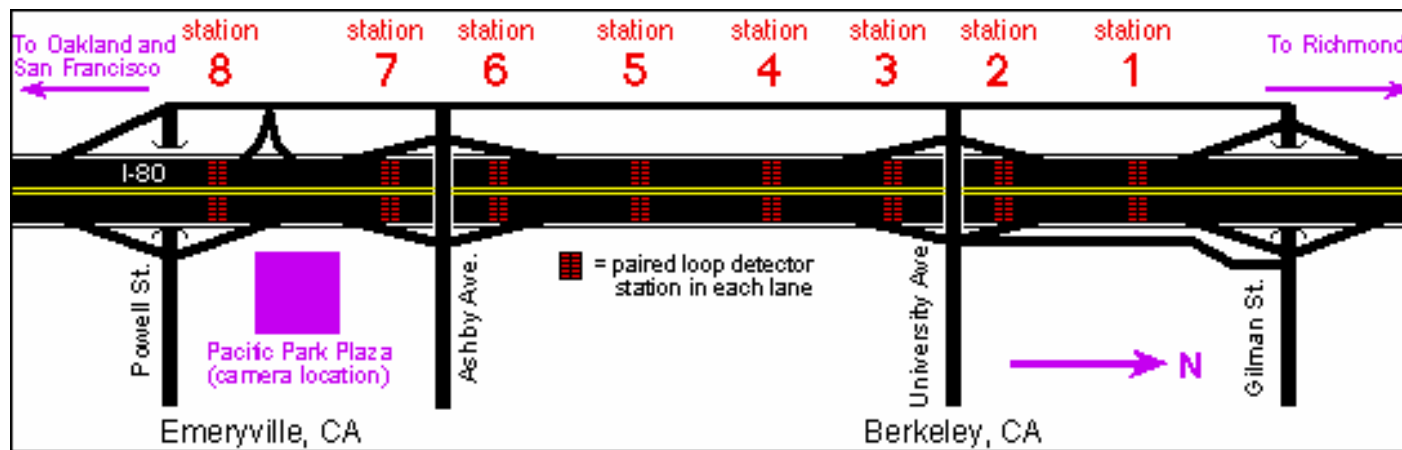 To Oakland and
San Francisco
station
8
station
7
station
6
station
5
station
4
station
3
station
2
station
1
To Richmond
I-80
Powell St.
Pacific Park Plaza
(camera location)
Ashby Ave.
= paired loop detector
station in each lane
University Ave
N
Gilman St.
Emeryville, CA
Berkeley, CA